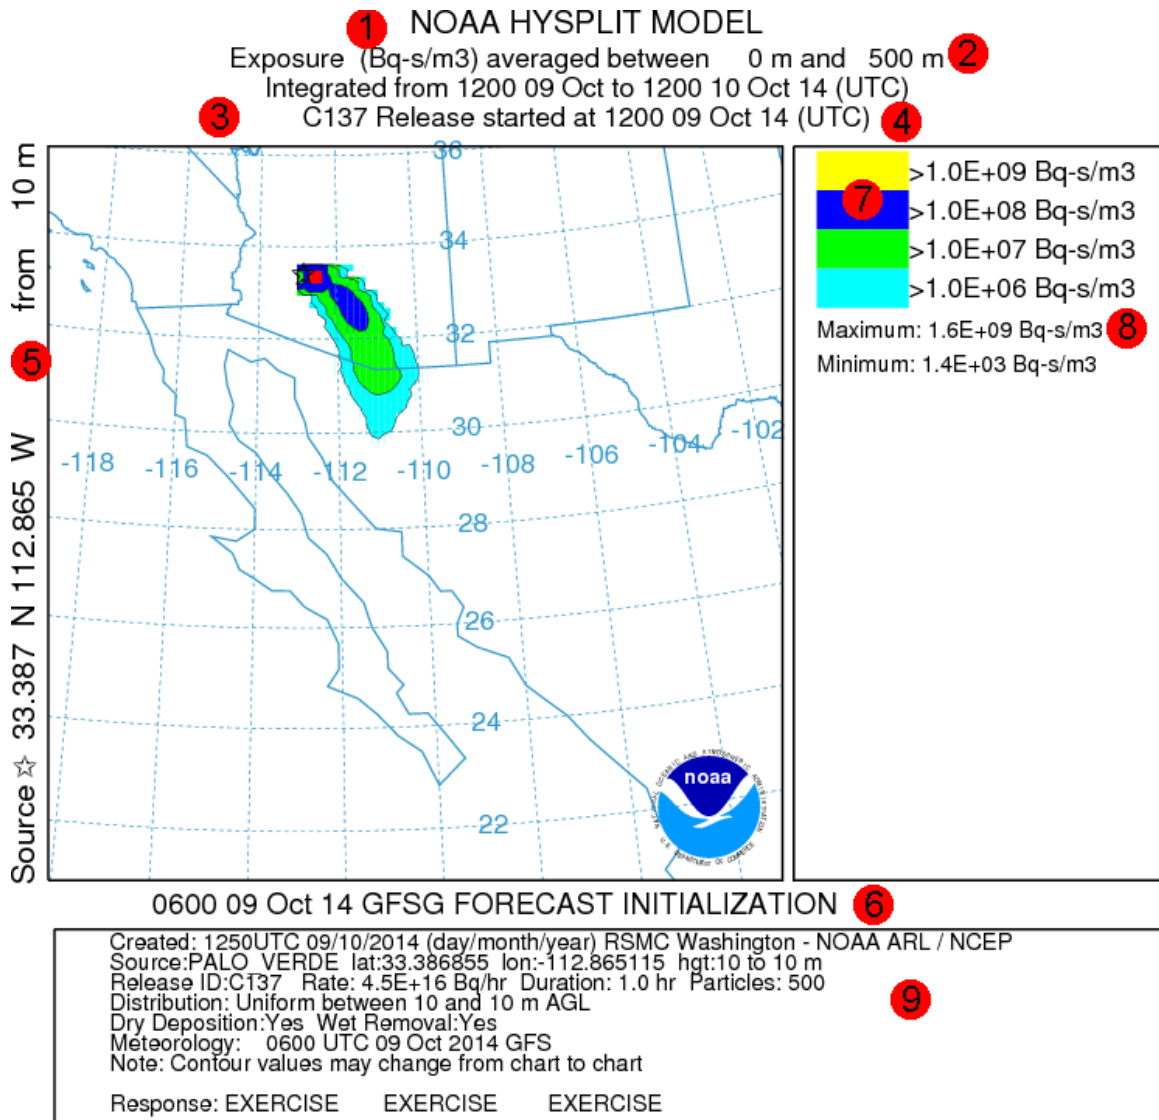 1 NOAA HYSPLIT MODEL
Exposure (Bq-s/m3) averaged between 0 m and 500 m 2
Integrated from 1200 09 Oct to 1200 10 Oct 14 (UTC)
3 C137 Release started at 1200 09 Oct 14 (UTC) 4
Source ☆ 33.387 N 112.865 W from 10 m
5
36
34
32
30
-118 -116 -114 -112 -110 -108 -106 -104 -102
28
26
24
22
noaa
NATIONAL OCEANIC AND ATMOSPHERIC ADMINISTRATION
U.S. DEPARTMENT OF COMMERCE
>1.0E+09 Bq-s/m3
7 >1.0E+08 Bq-s/m3
>1.0E+07 Bq-s/m3
>1.0E+06 Bq-s/m3
Maximum: 1.6E+09 Bq-s/m3 8
Minimum: 1.4E+03 Bq-s/m3
0600 09 Oct 14 GFSG FORECAST INITIALIZATION 6
Created: 1250UTC 09/10/2014 (day/month/year) RSMC Washington - NOAA ARL / NCEP
Source:PALO_VERDE lat:33.386855 lon:-112.865115 hgt:10 to 10 m
Release ID:C137 Rate: 4.5E+16 Bq/hr Duration: 1.0 hr Particles: 500
Distribution: Uniform between 10 and 10 m AGL
Dry Deposition:Yes Wet Removal:Yes
Meteorology: 0600 UTC 09 Oct 2014 GFS
Note: Contour values may change from chart to chart
Response: EXERCISE EXERCISE EXERCISE
9